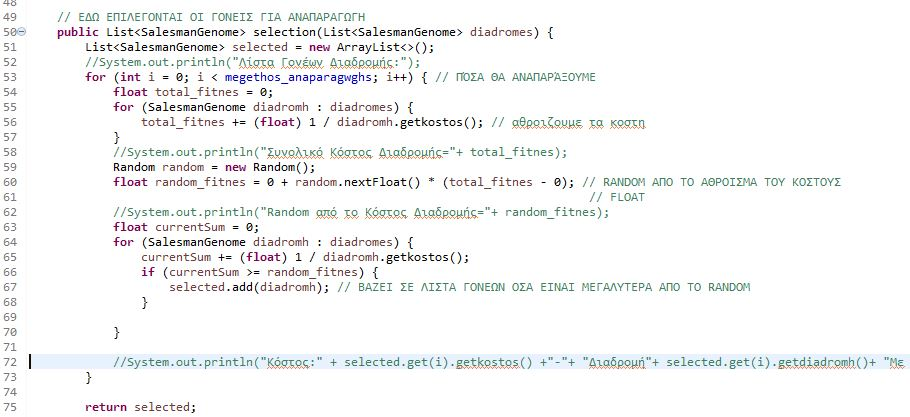 48
49 // ΕΔΩ ΕΠΙΛΕΓΟΝΤΑΙ ΟΙ ΓΟΝΕΙΣ ΓΙΑ ΑΝΑΠΑΡΑΓΩΓΗ
50 public List<SalesmanGenome> selection(List<SalesmanGenome> diadromes) {
51 List<SalesmanGenome> selected = new ArrayList<>();
52 //System.out.println("Λίστα Γονέων Διαδρομής:");
53 for (int i = 0; i < megethos_anaparagwghs; i++) { // ΠΌΣΑ ΘΑ ΑΝΑΠΑΡΆΞΟΥΜΕ
54 float total_fitnes = 0;
55 for (SalesmanGenome diadromh : diadromes) {
56 total_fitnes += (float) 1 / diadromh.getkostos(); // αθροιζουμε τα κοστη
57 }
58 //System.out.println("Συνολικό Κόστος Διαδρομής="+ total_fitnes);
59 Random random = new Random();
60 float random_fitnes = 0 + random.nextFloat() * (total_fitnes - 0); // RANDOM ΑΠΟ ΤΟ ΑΘΡΟΙΣΜΑ ΤΟΥ ΚΟΣΤΟΥΣ
61 // FLOAT
62 //System.out.println("Random από το Κόστος Διαδρομής="+ random_fitnes);
63 float currentSum = 0;
64 for (SalesmanGenome diadromh : diadromes) {
65 currentSum += (float) 1 / diadromh.getkostos();
66 if (currentSum >= random_fitnes) {
67 selected.add(diadromh); // ΒΑΖΕΙ ΣΕ ΛΙΣΤΑ ΓΟΝΕΩΝ ΟΣΑ ΕΙΝΑΙ ΜΕΓΑΛΥΤΕΡΑ ΑΠΟ ΤΟ RANDOM
68 }
69
70 }
71
72 //System.out.println("Κόστος:" + selected.get(i).getkostos() +"-"+ "Διαδρομή"+ selected.get(i).getdiadromh()+ "Με
73 }
74
75 return selected;